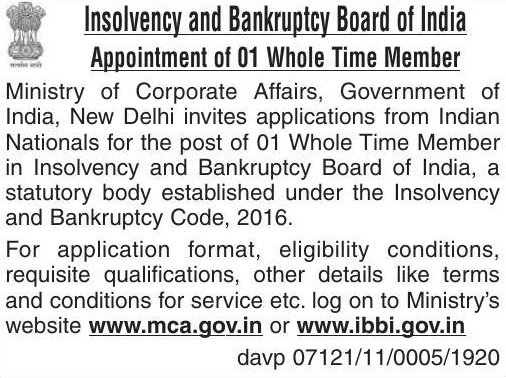 Insolvency and Bankruptcy Board of India
Appointment of 01 Whole Time Member
Ministry of Corporate Affairs, Government of
India, New Delhi invites applications from Indian
Nationals for the post of 01 Whole Time Member
in Insolvency and Bankruptcy Board of India, a
statutory body established under the Insolvency
and Bankruptcy Code, 2016.
For application format, eligibility conditions,
requisite qualifications, other details like terms
and conditions for service etc. log on to Ministry's
website www.mca.gov.in or www.ibbi.gov.in
davp 07121/11/0005/1920